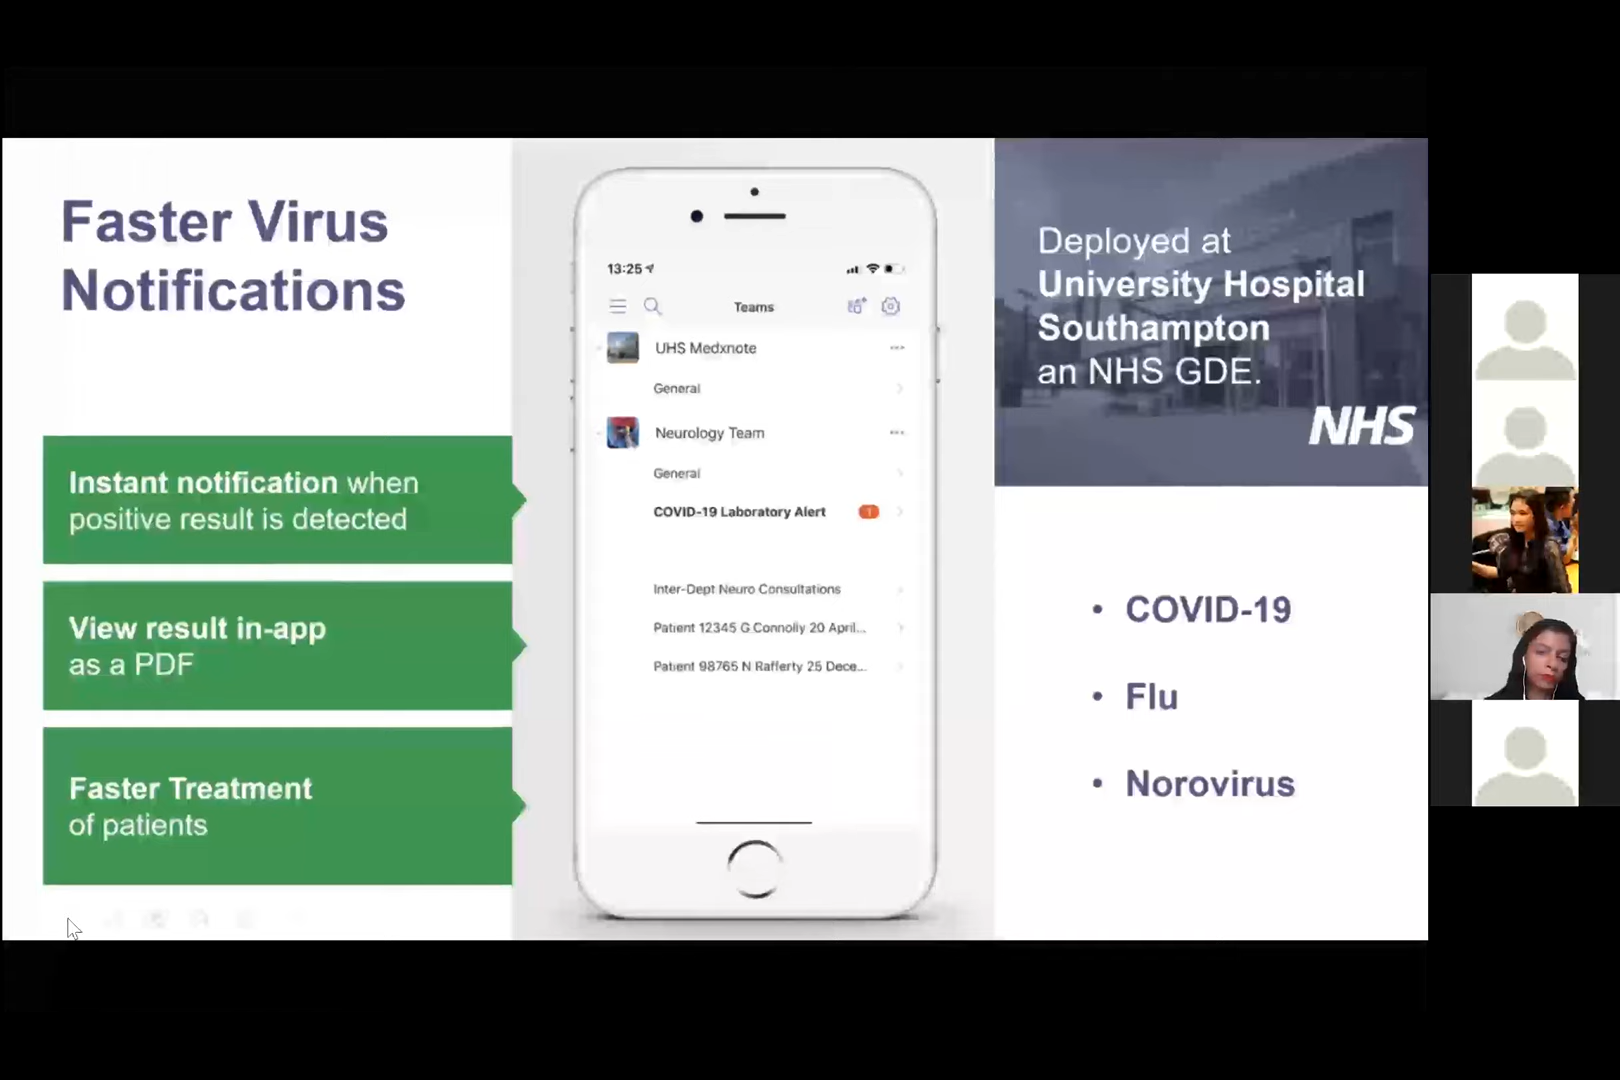 Faster Virus
Notifications
Instant notification when
positive result is detected
View result in-app
as a PDF
Faster Treatment
of patients
13:25
Teams
UHS Medxnote
General
Neurology Team
General
COVID-19 Laboratory Alert
1
Inter-Dept Neuro Consultations
Patient 12345 G Connolly 20 April...
Patient 98765 N Rafferty 25 Dece...
Deployed at
University Hospital
Southampton
an NHS GDE.
NHS
• COVID-19
• Flu
• Norovirus